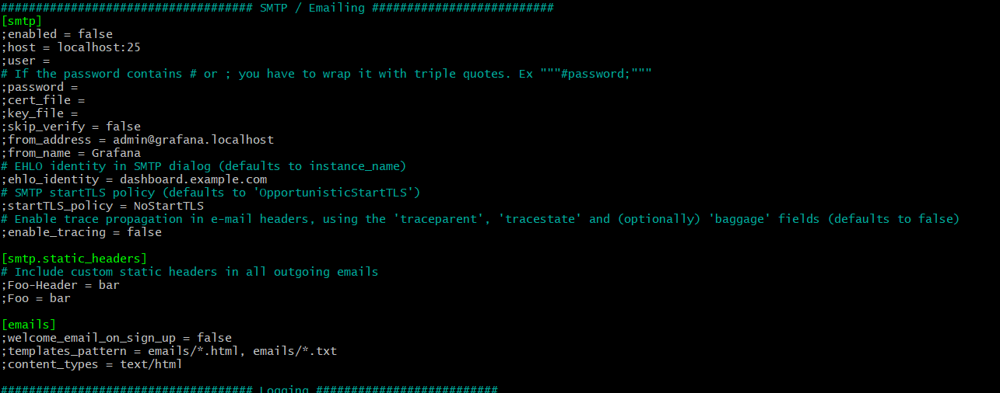 #################################### SMTP / Emailing ##########################
[smtp]
;enabled = false
;host = localhost:25
;user =
# If the password contains # or ; you have to wrap it with triple quotes. Ex """#password;"""
;password =
;cert_file =
;key_file =
;skip_verify = false
;from_address = admin@grafana.localhost
;from_name = Grafana
# EHLO identity in SMTP dialog (defaults to instance_name)
;ehlo_identity = dashboard.example.com
# SMTP startTLS policy (defaults to 'OpportunisticStartTLS')
;startTLS_policy = NoStartTLS
# Enable trace propagation in e-mail headers, using the 'traceparent', 'tracestate' and (optionally) 'baggage' fields (defaults to false)
;enable_tracing = false
[smtp.static_headers]
# Include custom static headers in all outgoing emails
;Foo-Header = bar
;Foo = bar
[emails]
;welcome_email_on_sign_up = false
;templates_pattern = emails/*.html, emails/*.txt
;content_types = text/html
#################################### Logging ##########################